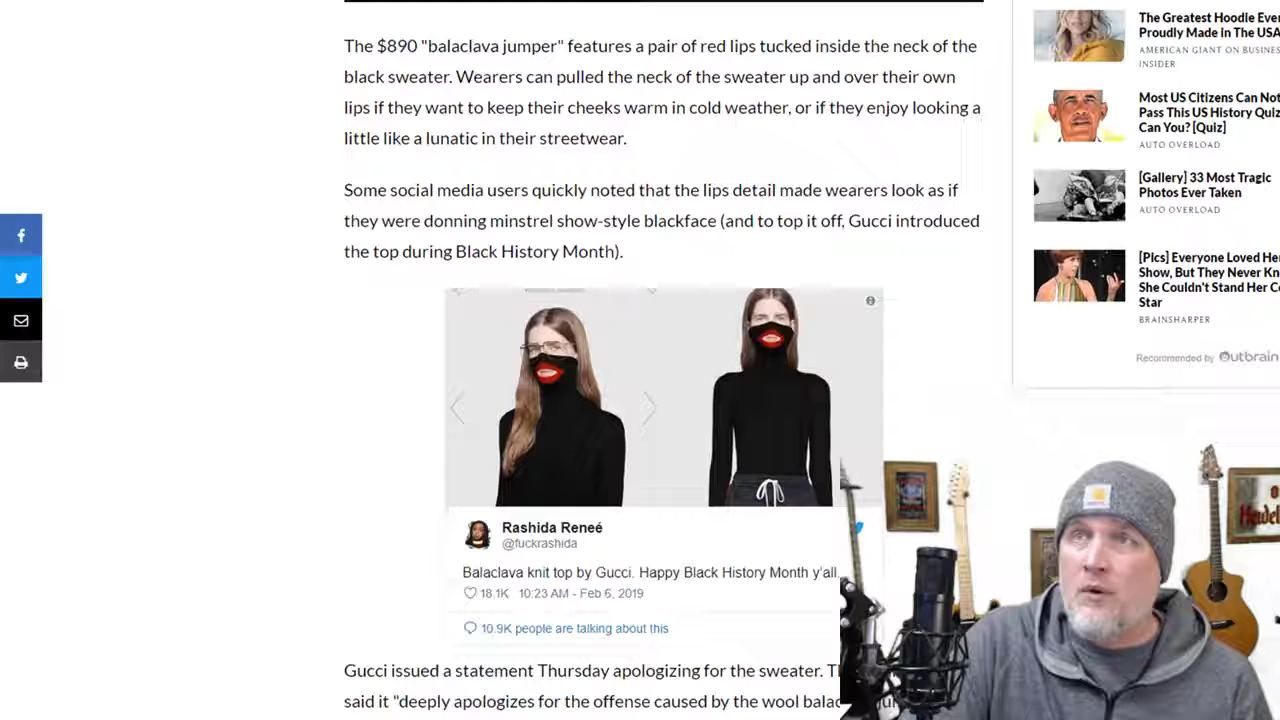 The $890 "balaclava jumper" features a pair of red lips tucked inside the neck of the
black sweater. Wearers can pulled the neck of the sweater up and over their own
lips if they want to keep their cheeks warm in cold weather, or if they enjoy looking a
little like a lunatic in their streetwear.
Some social media users quickly noted that the lips detail made wearers look as if
they were donning minstrel show-style blackface (and to top it off, Gucci introduced
the top during Black History Month).
Rashida Reneé
@fuckrashida
Balaclava knit top by Gucci. Happy Black History Month y'all.
18.1K 10:23 AM - Feb 6, 2019
10.9K people are talking about this
Gucci issued a statement Thursday apologizing for the sweater.
said it "deeply apologizes for the offense caused by the wool
The Greatest Hoodie
Proudly Made in The USA
AMERICAN GIANT ON BUSINESS
INSIDER
Most US Citizens Can Not
Pass This US History Quiz
Can You? [Quiz]
AUTO OVERLOAD
[Gallery] 33 Most Tragic
Photos Ever Taken
AUTO OVERLOAD
[Pics] Everyone Loved Her
Show, But They Never
She Couldn't Stand Her
Star
BRAINSHARPER
Recommended by Outbrain